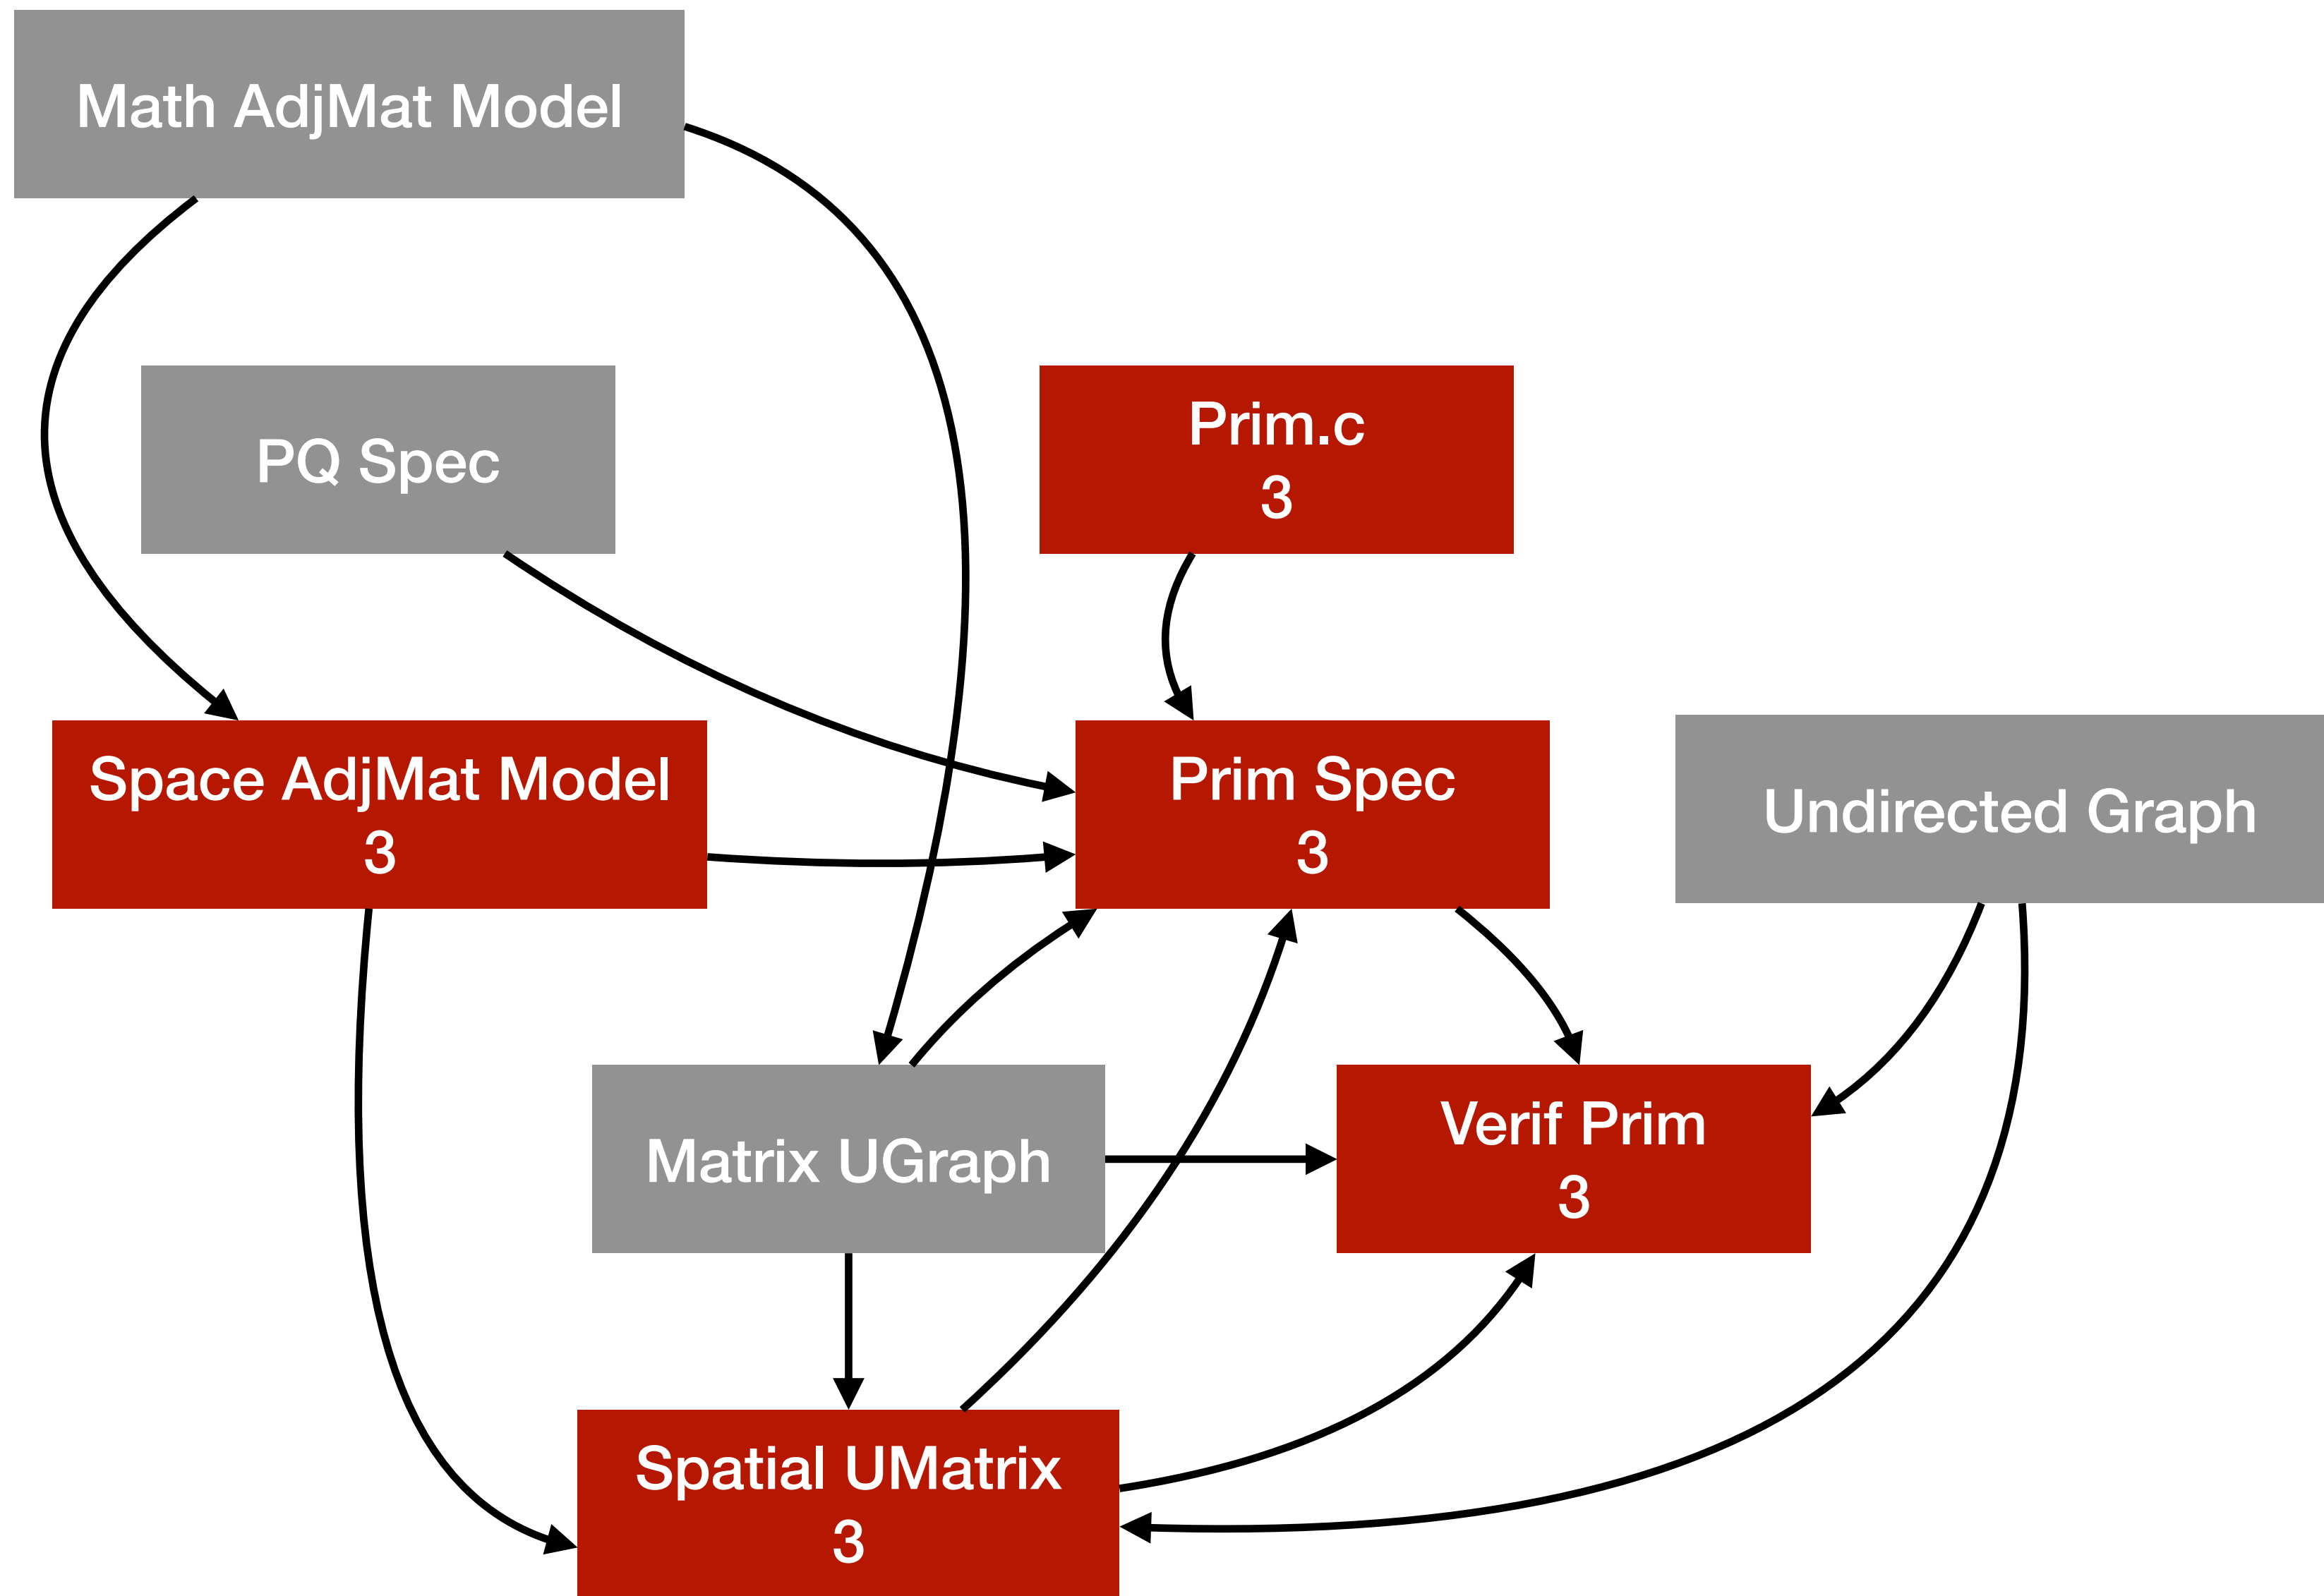 Math AdjMat Model
PQ Spec
Prim.c
3
Space AdjMat Model
3
Prim Spec
3
Undirected Graph
Matrix UGraph
Verif Prim
3
Spatial UMatrix
3